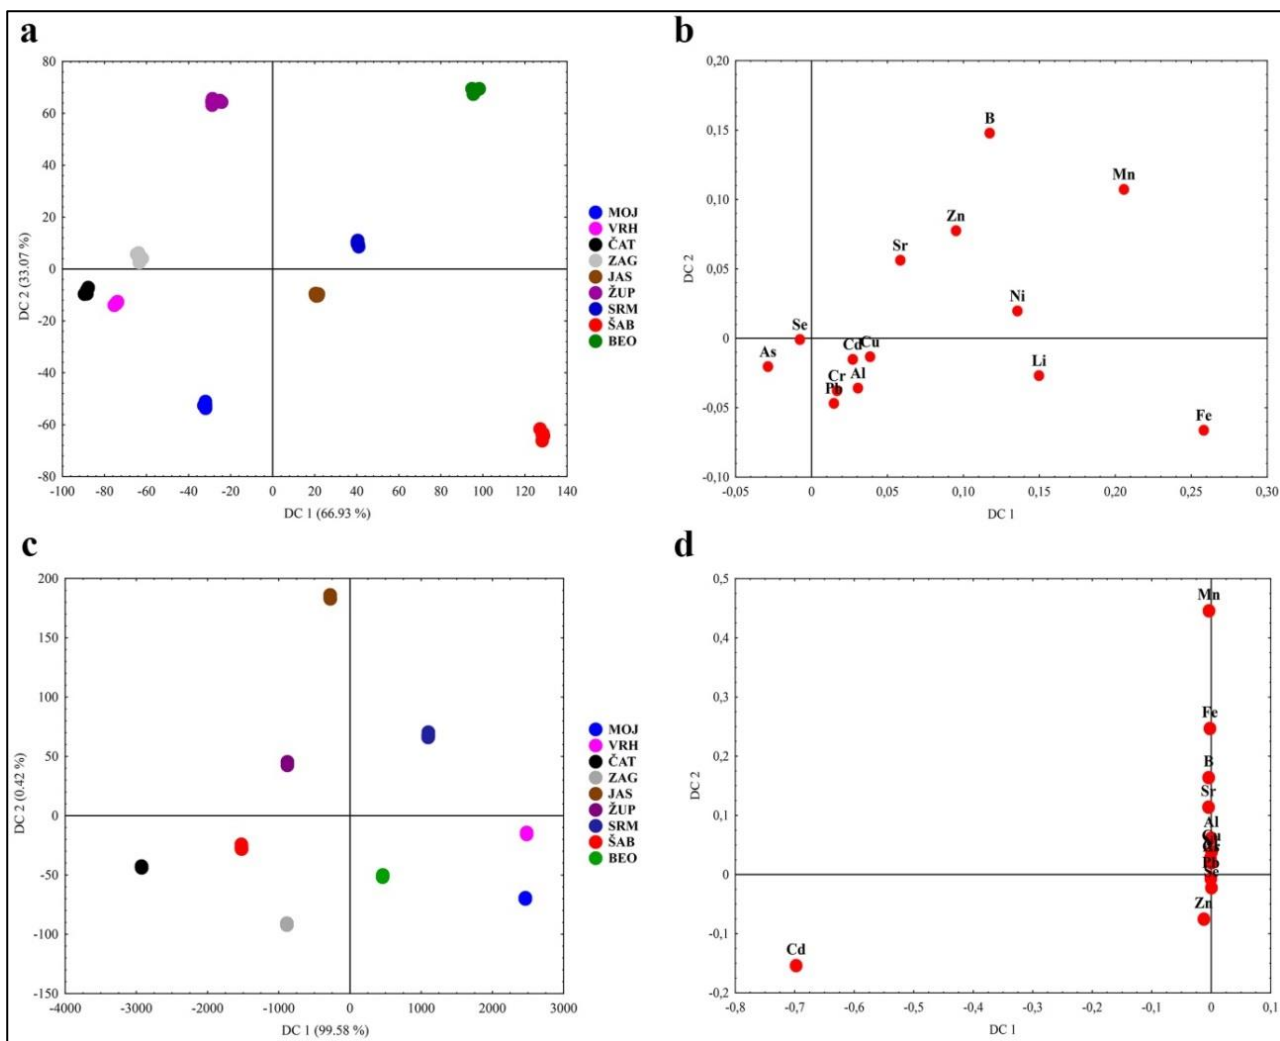 a
80
60
40
20
0
-20
-40
-60
-80
DC 2 (33.07 %)
-100 -80 -60 -40 -20 0 20 40 60 80 100 120 140
DC 1 (66.93 %)
MOJ
VRH
ČAT
ZAG
JAS
ŽUP
SRM
ŠAB
BEO
b
0,20
0,15
0,10
0,05
0
-0,05
-0,10
DC 2
B
Mn
Zn
Sr
Ni
Se
As
Cd
Cu
Cr
Al
Pb
Li
Fe
-0,05 0 0,05 0,10 0,15 0,20 0,25 0,30
DC 1
c
200
150
100
50
0
-50
-100
-150
DC 2 (0.42 %)
-4000 -3000 -2000 -1000 0 1000 2000 3000
DC 1 (99.58 %)
MOJ
VRH
ČAT
ZAG
JAS
ŽUP
SRM
ŠAB
BEO
d
0,5
0,4
0,3
0,2
0,1
0
-0,1
-0,2
DC 2
Mn
Fe
B
Sr
Al
Cu
Pb
Se
Zn
Cd
-0,8 -0,7 -0,6 -0,5 -0,4 -0,3 -0,2 -0,1 0 0,1
DC 1